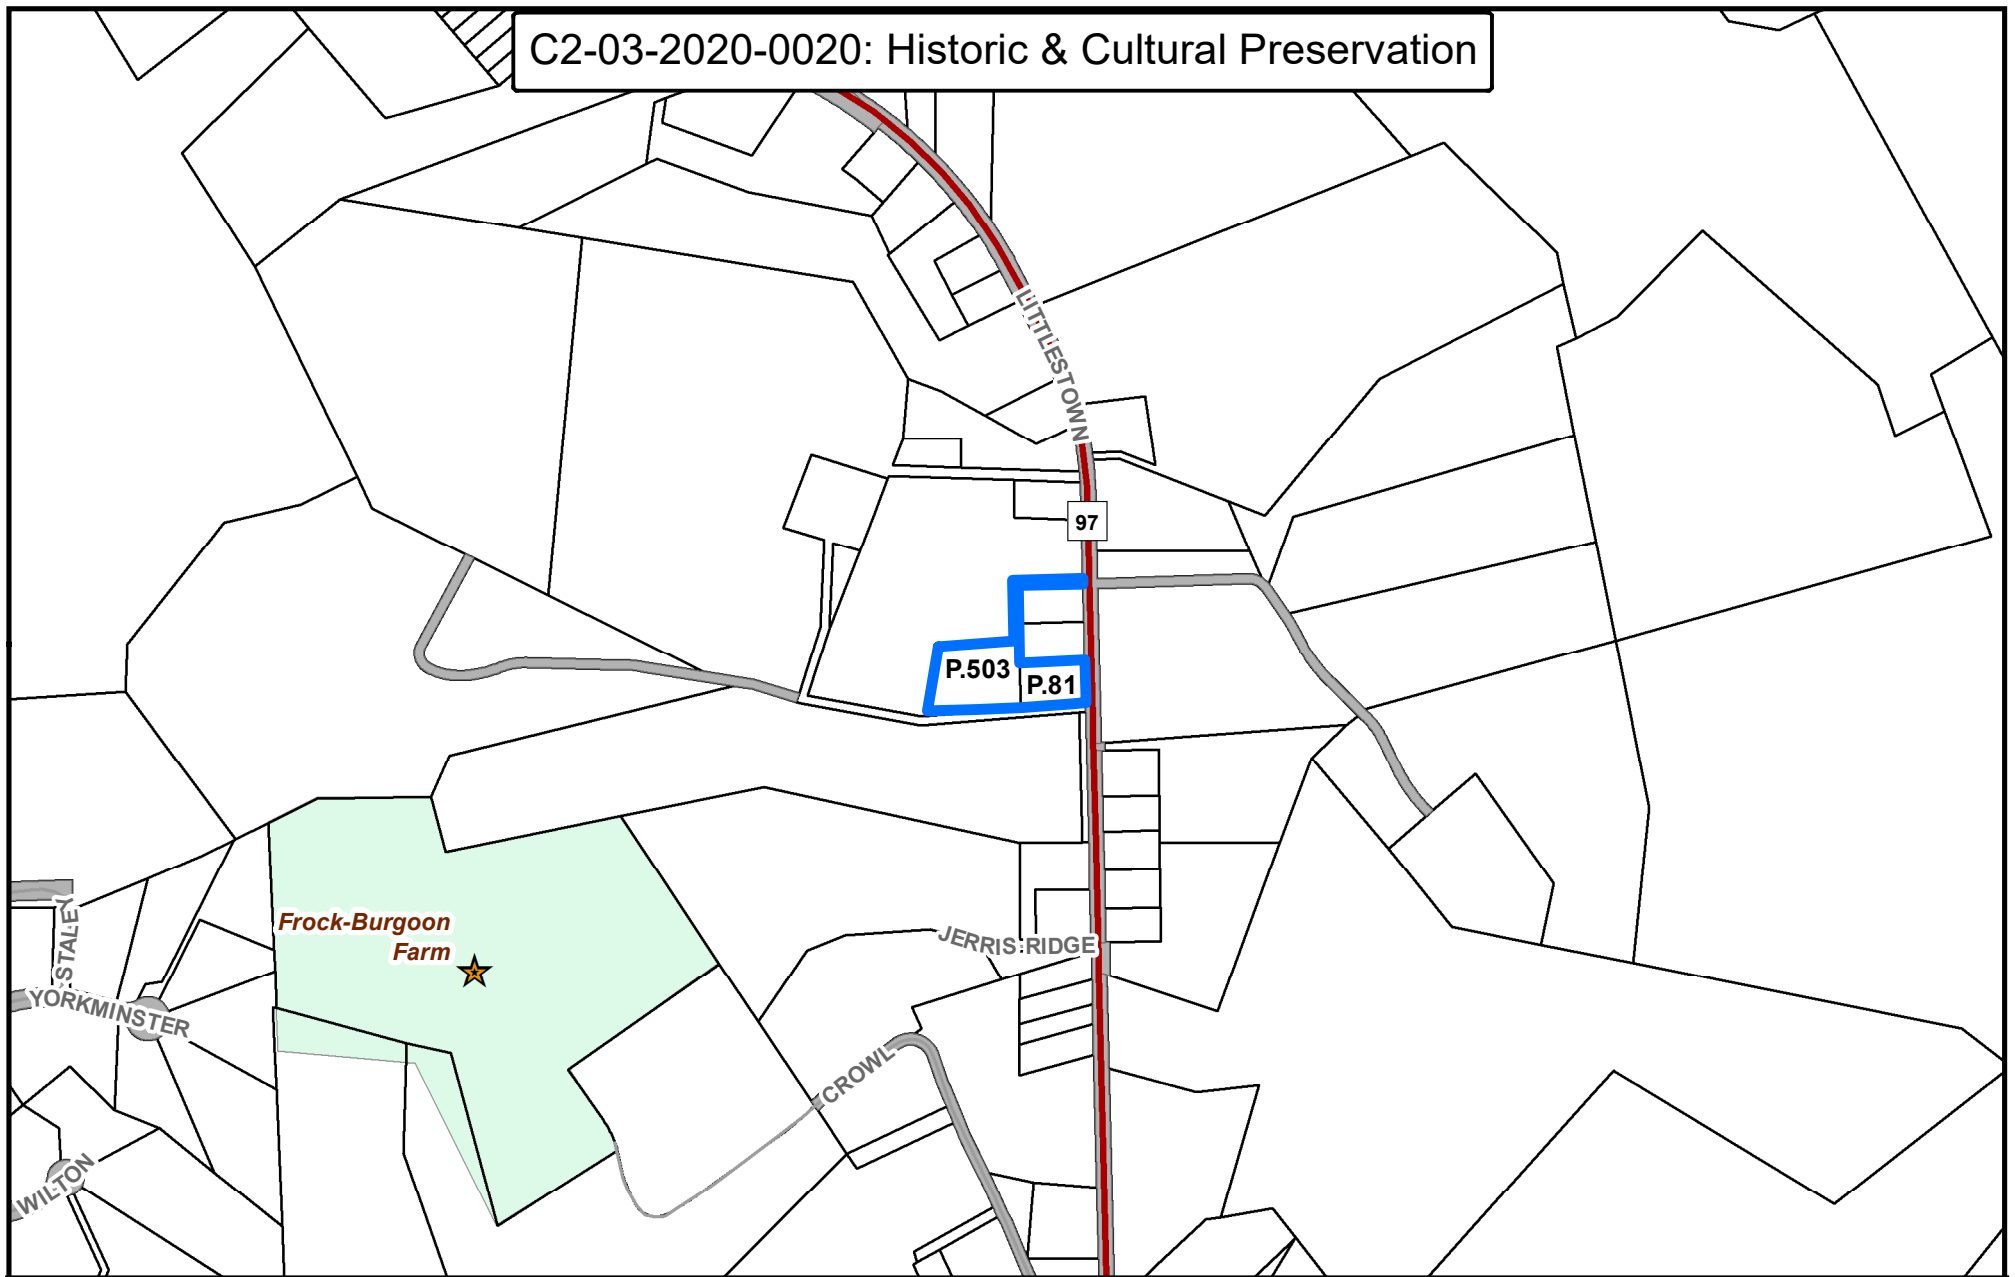 C2-03-2020-0020: Historic & Cultural Preservation
LITTLESTOWN
97
P.503
P.81
STALEY
Frock-Burgoon
Farm
JERRIS RIDGE
YORKMINSTER
CROWL
WILTON